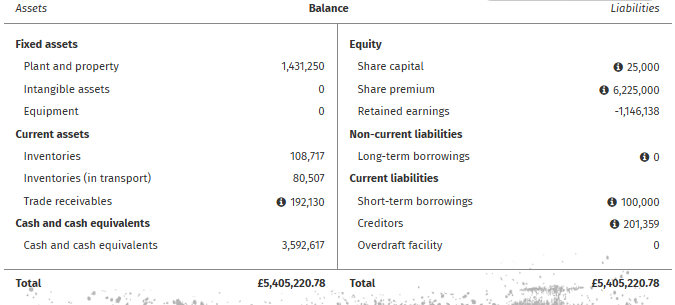 Assets Balance Liabilities
Fixed assets Equity
Plant and property 1,431,250 Share capital 25,000
Intangible assets 0 Share premium 6,225,000
Equipment 0 Retained earnings -1,146,138
Current assets Non-current liabilities
Inventories 108,717 Long-term borrowings 0
Inventories (in transport) 80,507 Current liabilities
Trade receivables 192,130 Short-term borrowings 100,000
Cash and cash equivalents Creditors 201,359
Cash and cash equivalents 3,592,617 Overdraft facility 0
Total £5,405,220.78 Total £5,405,220.78